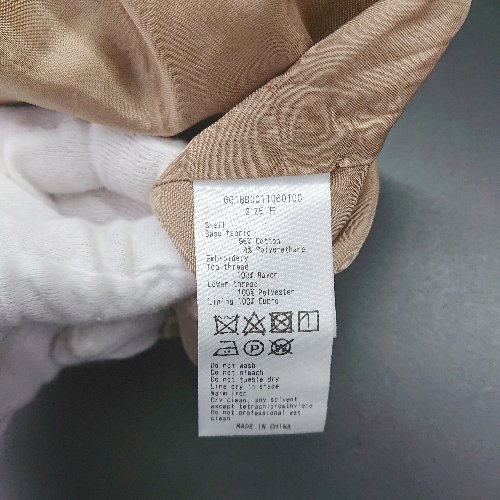 Shell
Base fabric
96% Cotton
4% Polyurethane
Embroidery
Top thread
100% Rayon
Lower thread
100% Polyester
Lining 100% Cupro
P W
Do not wash
Do not bleach
Do not tumble dry
Line dry in shade
Warm iron
Dry clean, any solvent
except tetrachloroethylene
Do not professional wet
clean
MADE IN CHINA